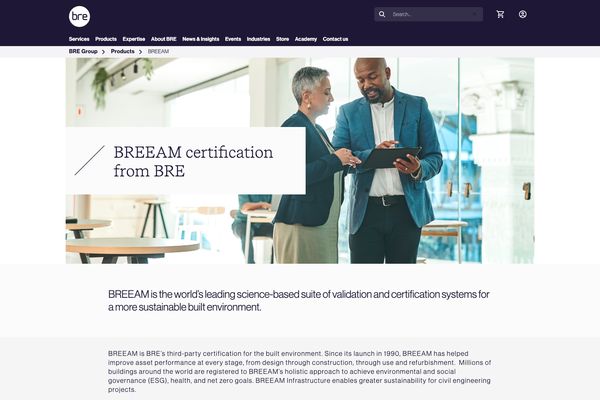 bre
Search...
Services Products Expertise About BRE News & Insights Events Industries Store Academy Contact us
BRE Group > Products > BREEAM
BREEAM certification
from BRE
BREEAM is the world's leading science-based suite of validation and certification systems for
a more sustainable built environment.
BREEAM is BRE's third-party certification for the built environment. Since its launch in 1990, BREEAM has helped
improve asset performance at every stage, from design through construction, through use and refurbishment. Millions of
buildings around the world are registered to BREEAM's holistic approach to achieve environmental and social
governance (ESG), health, and net zero goals. BREEAM Infrastructure enables greater sustainability for civil engineering
projects.